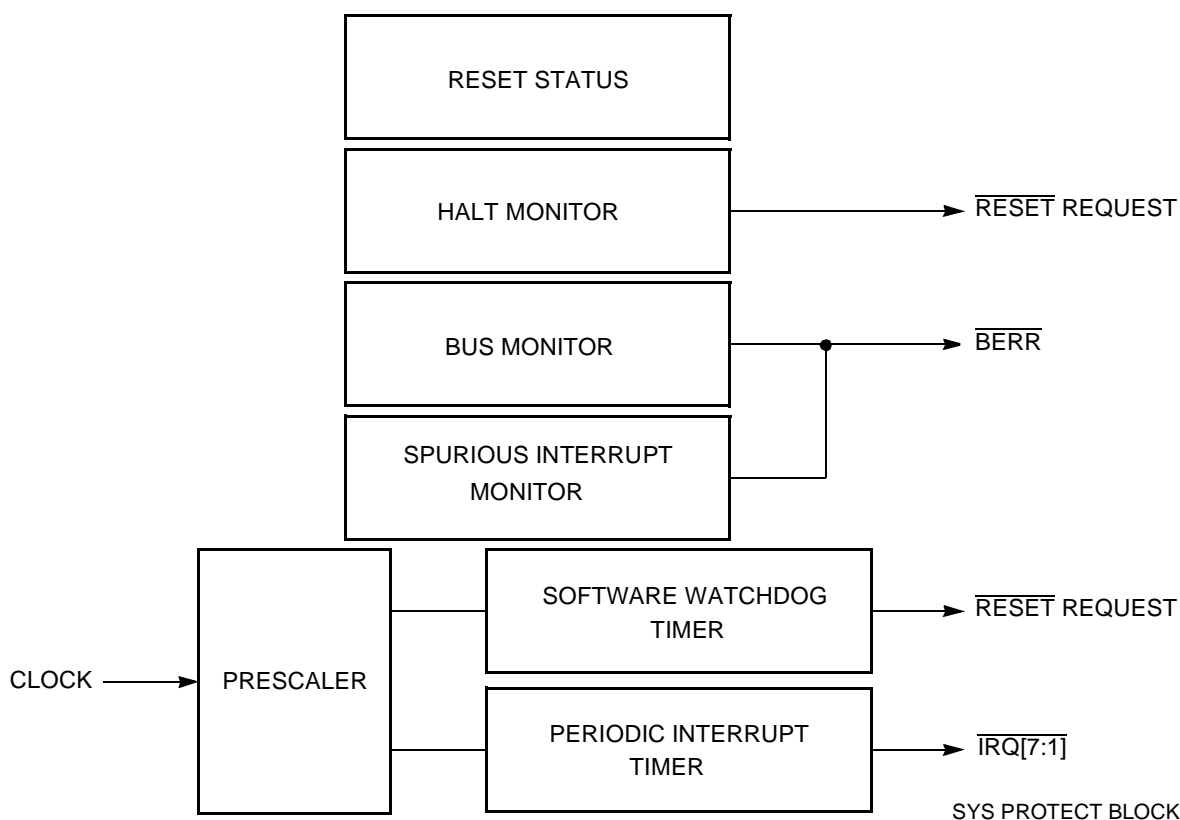 RESET STATUS
HALT MONITOR
RESET REQUEST
BUS MONITOR
BERR
SPURIOUS INTERRUPT
MONITOR
SOFTWARE WATCHDOG
TIMER
RESET REQUEST
CLOCK
PRESCALER
PERIODIC INTERRUPT
TIMER
IRQ[7:1]
SYS PROTECT BLOCK